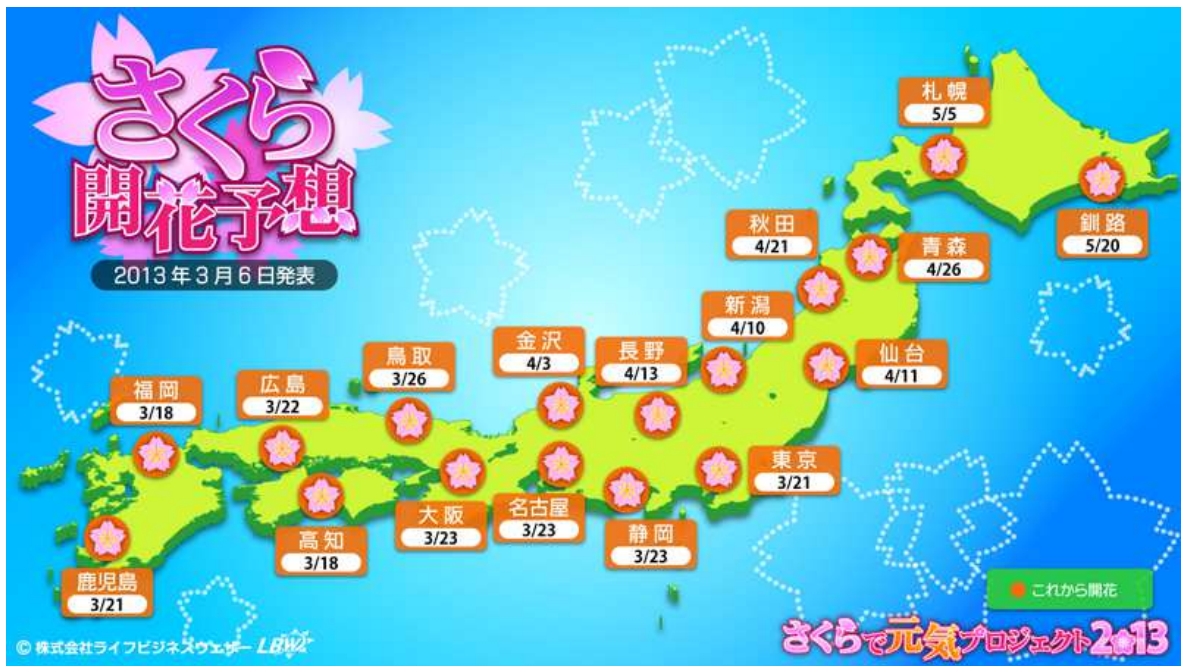 さくら
開花予想
2013年3月6日発表
札幌
5/5
釧路
5/20
秋田
4/21
青森
4/26
新潟
4/10
仙台
4/11
金沢
4/3
長野
4/13
鳥取
3/26
広島
3/22
福岡
3/18
東京
3/21
名古屋
3/23
静岡
3/23
大阪
3/23
高知
3/18
鹿児島
3/21
これから開花
さくらで元気プロジェクト2013
© 株式会社ライフビジネスウェザー LBW